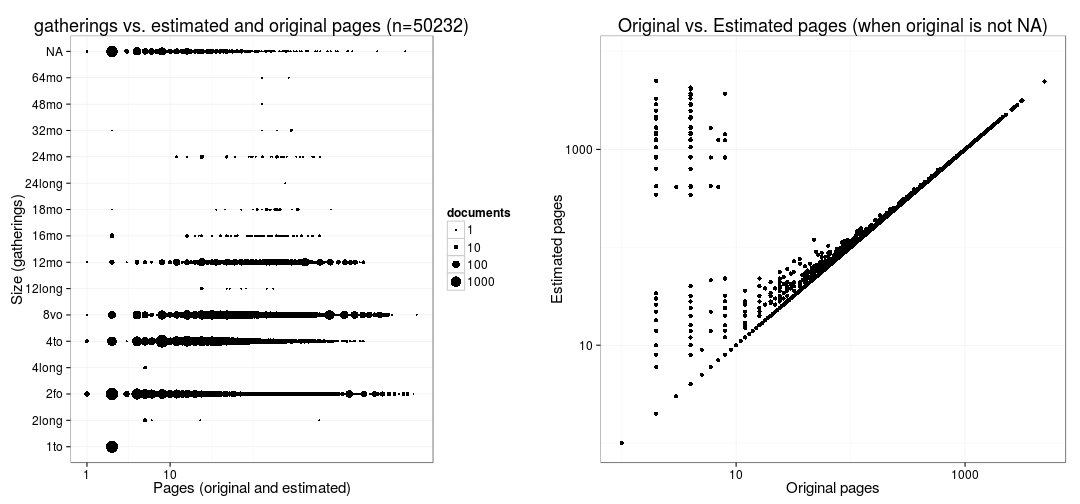 gatherings vs. estimated and original pages (n=50232)
NA
64mo
48mo
32mo
24mo
24long
18mo
16mo
12mo
12long
8vo
4to
4long
2fo
2long
1to
Size (gatherings)
1
10
Pages (original and estimated)
documents
1
10
100
1000
Original vs. Estimated pages (when original is not NA)
1000
10
Estimated pages
10
1000
Original pages